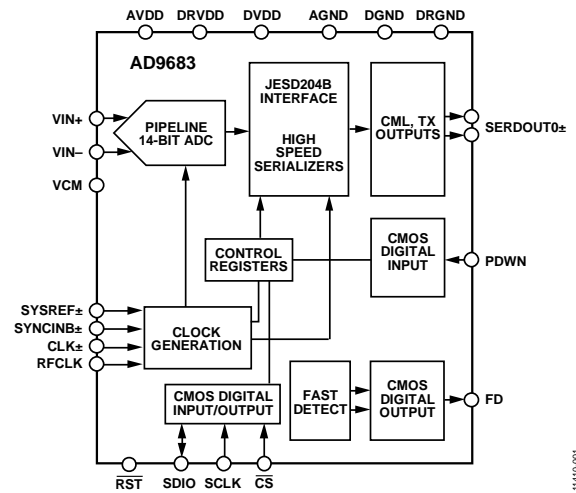 AVDD DRVDD DVDD AGND DGND DRGND
AD9683
VIN+
VIN–
VCM
PIPELINE
14-BIT ADC
JESD204B
INTERFACE
HIGH
SPEED
SERIALIZERS
CML, TX
OUTPUTS
SERDOUT0±
CONTROL
REGISTERS
CMOS
DIGITAL
INPUT
PDWN
SYSREF±
SYNCINB±
CLK±
RFCLK
CLOCK
GENERATION
CMOS DIGITAL
INPUT/OUTPUT
FAST
DETECT
CMOS
DIGITAL
OUTPUT
FD
RST SDIO SCLK CS
11410-001